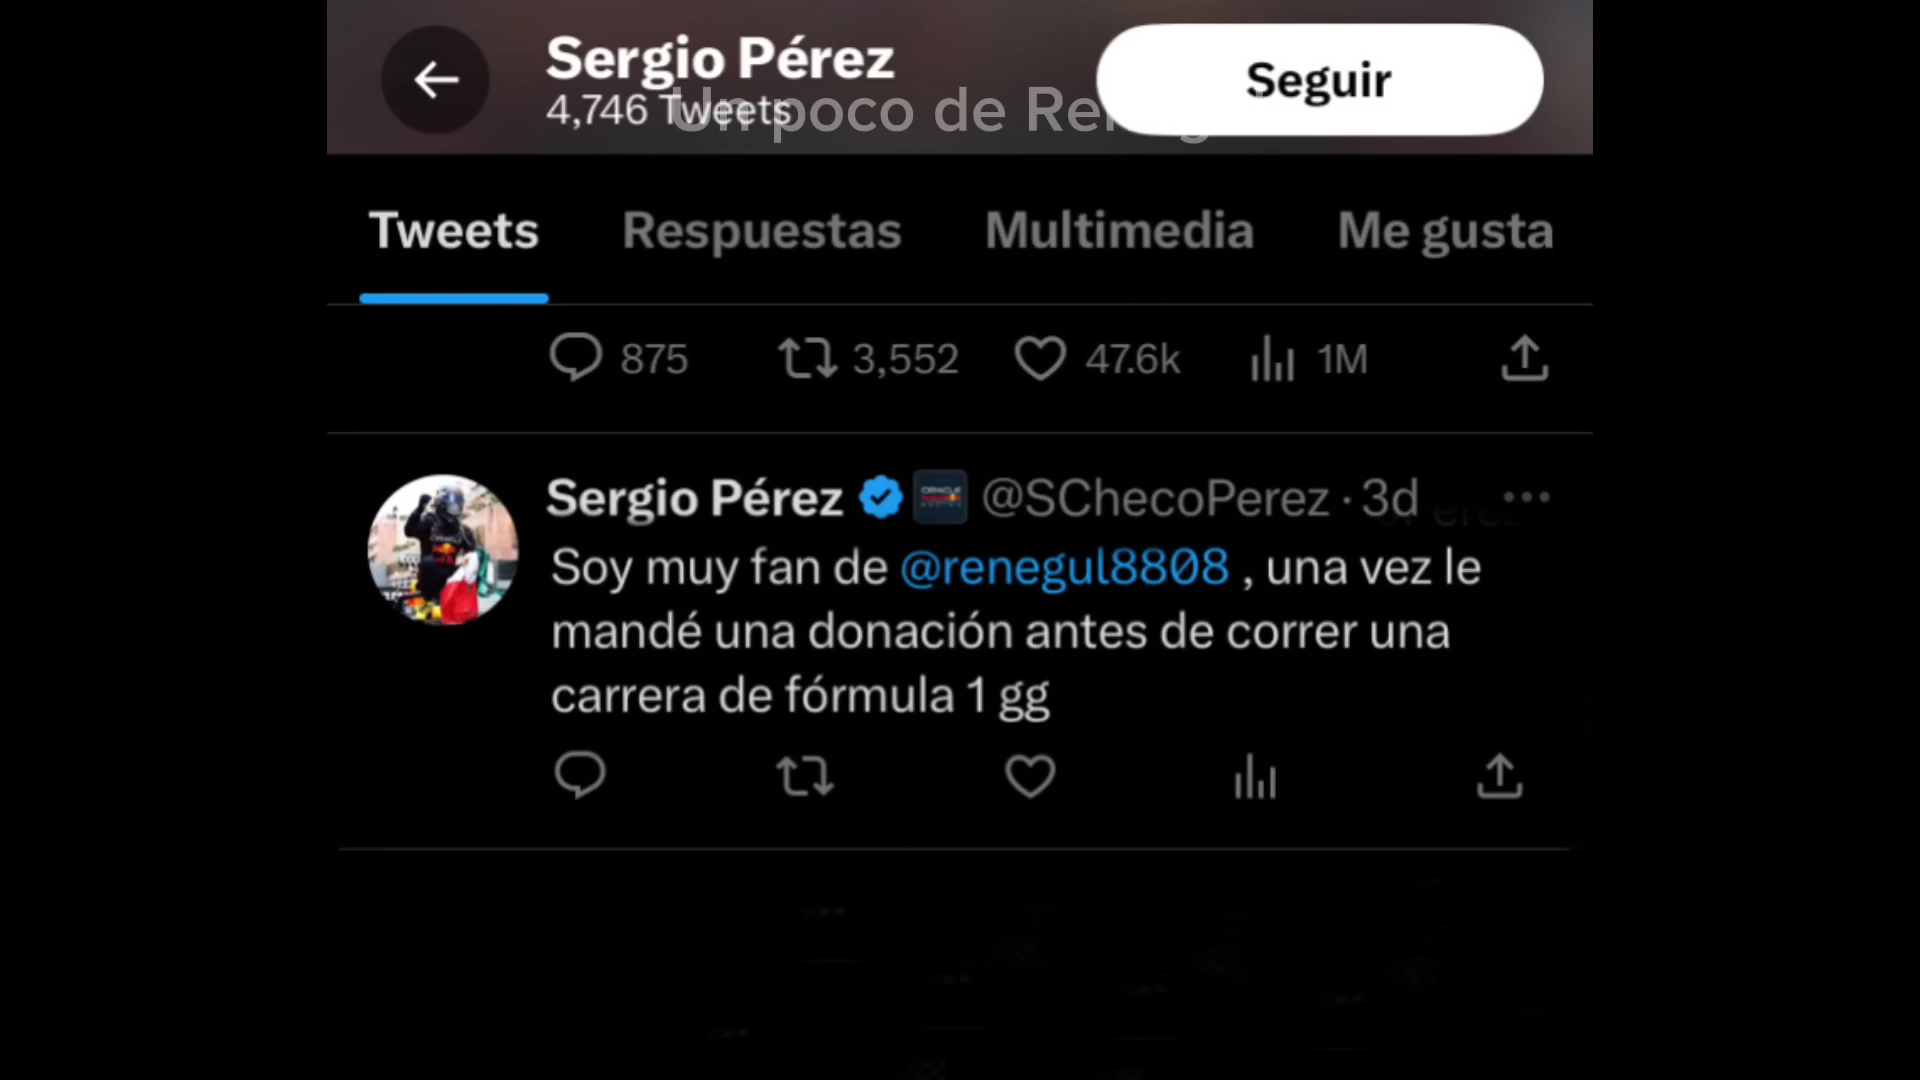 Sergio Pérez
4,746 Tweets
Un poco de Re
Seguir
Tweets Respuestas Multimedia Me gusta
875 3,552 47.6k 1M
Sergio Pérez @SChecoPerez · 3d
Soy muy fan de @renegul8808 , una vez le
mandé una donación antes de correr una
carrera de fórmula 1 gg